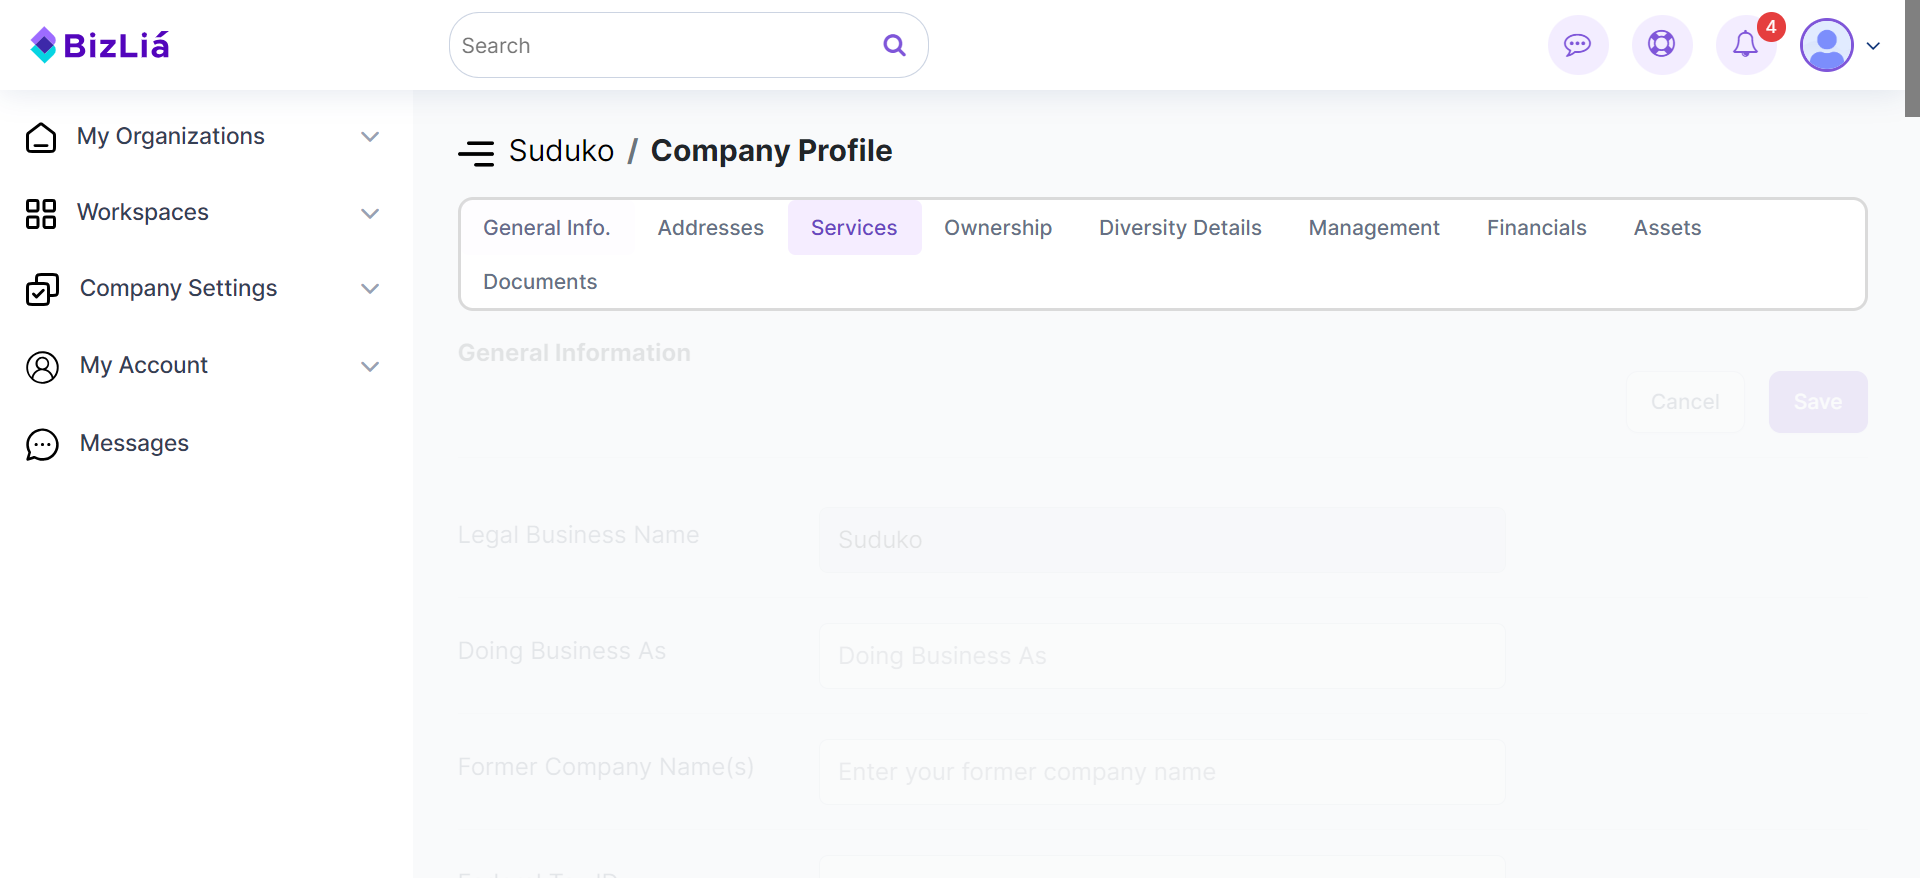 BizLiá
Search
4
My Organizations
Workspaces
Company Settings
My Account
Messages
Suduko / Company Profile
General Info. Addresses Services Ownership Diversity Details Management Financials Assets
Documents
General Information
Cancel Save
Legal Business Name Suduko
Doing Business As Doing Business As
Former Company Name(s) Enter your former company name